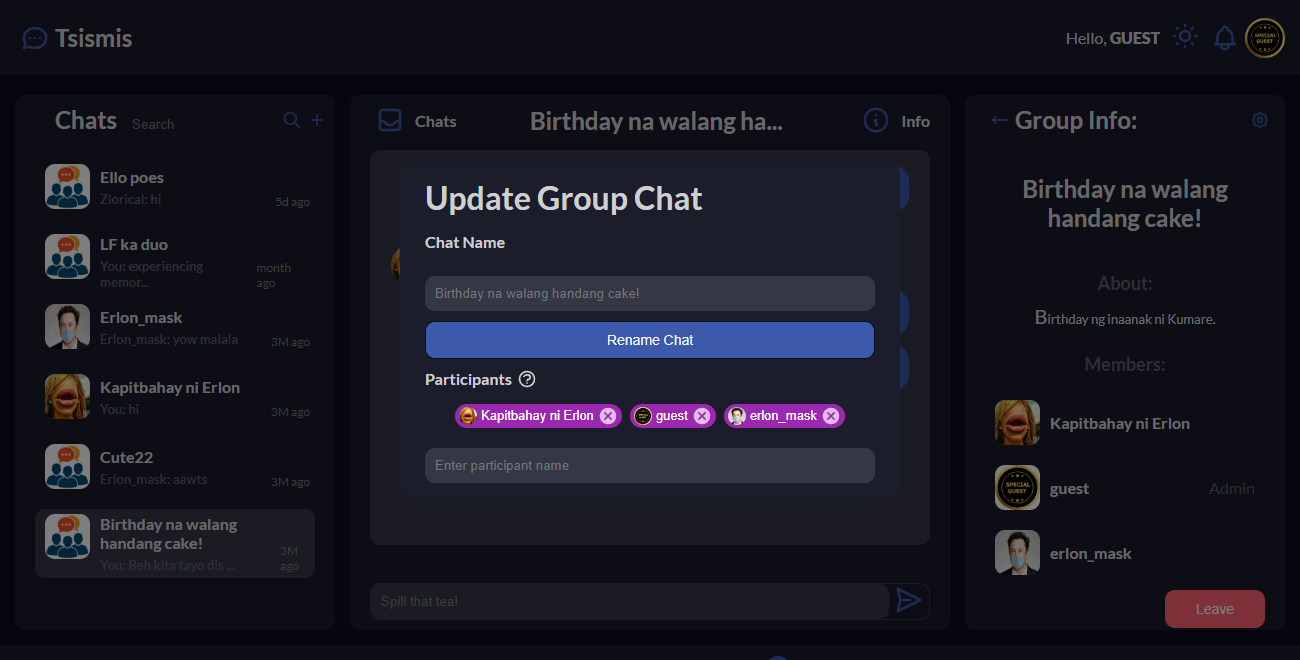 Tsismis
Hello, GUEST
SPECIAL
GUEST
Chats
Search
+
Ello poes
Zlorical: hi
5d ago
LF ka duo
You: experiencing
memor...
month
ago
Erlon_mask
Erlon_mask: yow malala
3M ago
Kapitbahay ni Erlon
You: hi
3M ago
Cute22
Erlon_mask: aawts
3M ago
Birthday na walang
handang cake!
You: Beh kita tayo dis ...
3M
ago
Chats
Birthday na walang ha...
Info
Update Group Chat
Chat Name
Birthday na walang handang cake!
Rename Chat
Participants
Kapitbahay ni Erlon
guest
erlon_mask
Enter participant name
Spill that tea!
Group Info:
Birthday na walang
handang cake!
About:
Birthday ng inaanak ni Kumare.
Members:
Kapitbahay ni Erlon
SPECIAL
GUEST
guest
Admin
erlon_mask
Leave